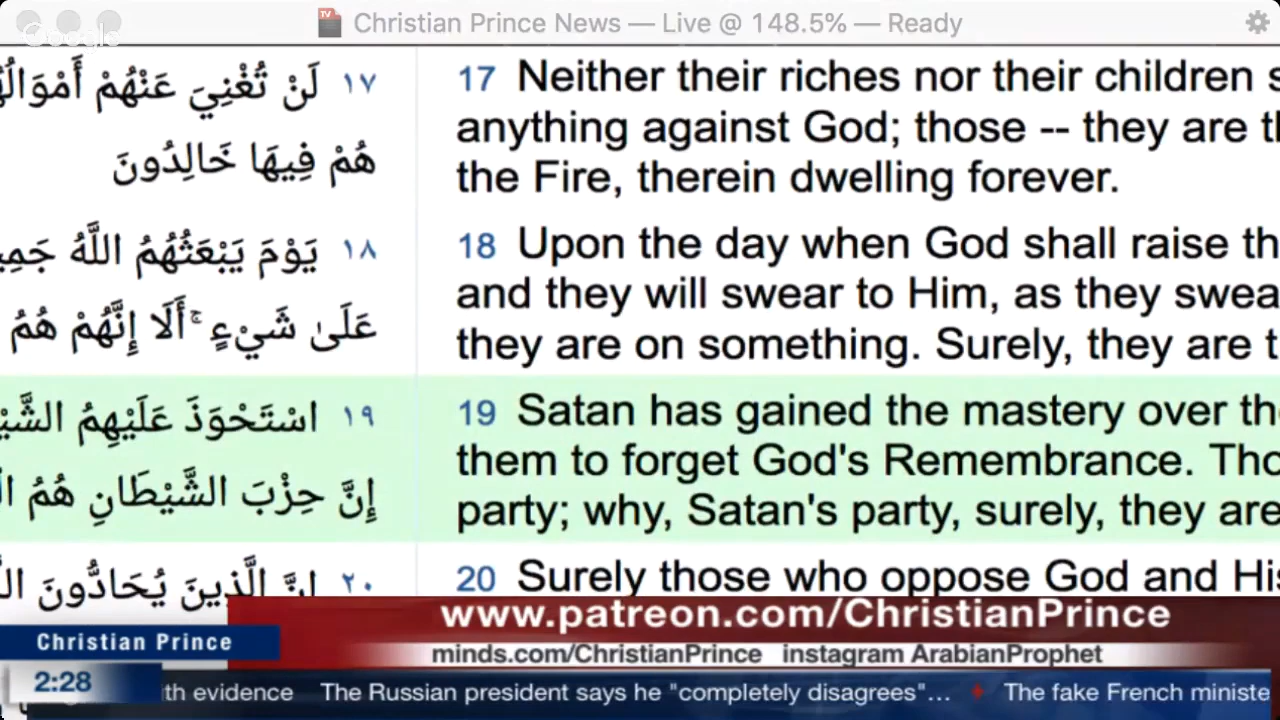 Christian Prince News — Live @ 148.5% — Ready
Google
١٧ لَنْ تُغْنِيَ عَنْهُمْ
هُمْ فِيهَا خَالِدُونَ
17 Neither their riches nor their children s
anything against God; those -- they are th
the Fire, therein dwelling forever.
١٨ يَوْمَ يَبْعَثُهُمُ اللَّهُ
عَلَىٰ شَيْءٍ ۚ أَلَا إِنَّهُمْ هُمُ
18 Upon the day when God shall raise th
and they will swear to Him, as they swea
they are on something. Surely, they are t
١٩ اسْتَحْوَذَ عَلَيْهِمُ
إِنَّ حِزْبَ الشَّيْطَانِ هُمُ
19 Satan has gained the mastery over th
them to forget God's Remembrance. Tho
party; why, Satan's party, surely, they are
٢٠ إِنَّ الَّذِينَ يُحَادُّونَ
20 Surely those who oppose God and His
www.patreon.com/ChristianPrince
Christian Prince
minds.com/ChristianPrince instagram ArabianProphet
2:28
th evidence The Russian president says he "completely disagrees"... The fake French ministe